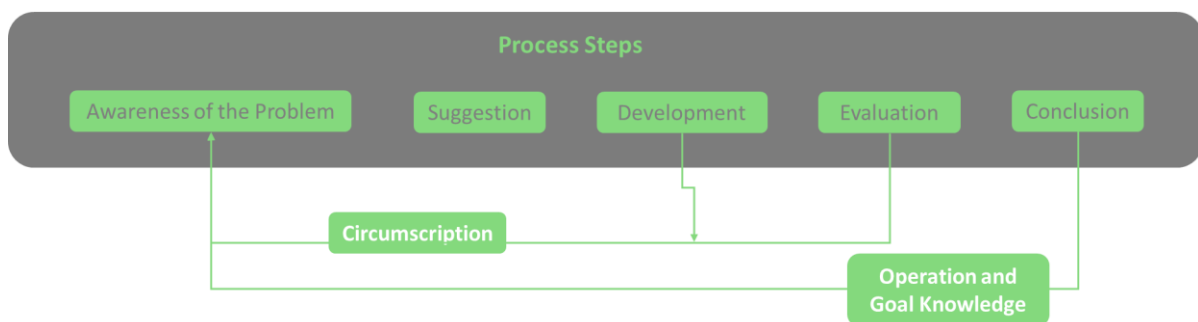 Process Steps
Awareness of the Problem
Suggestion
Development
Evaluation
Conclusion
Circumscription
Operation and
Goal Knowledge